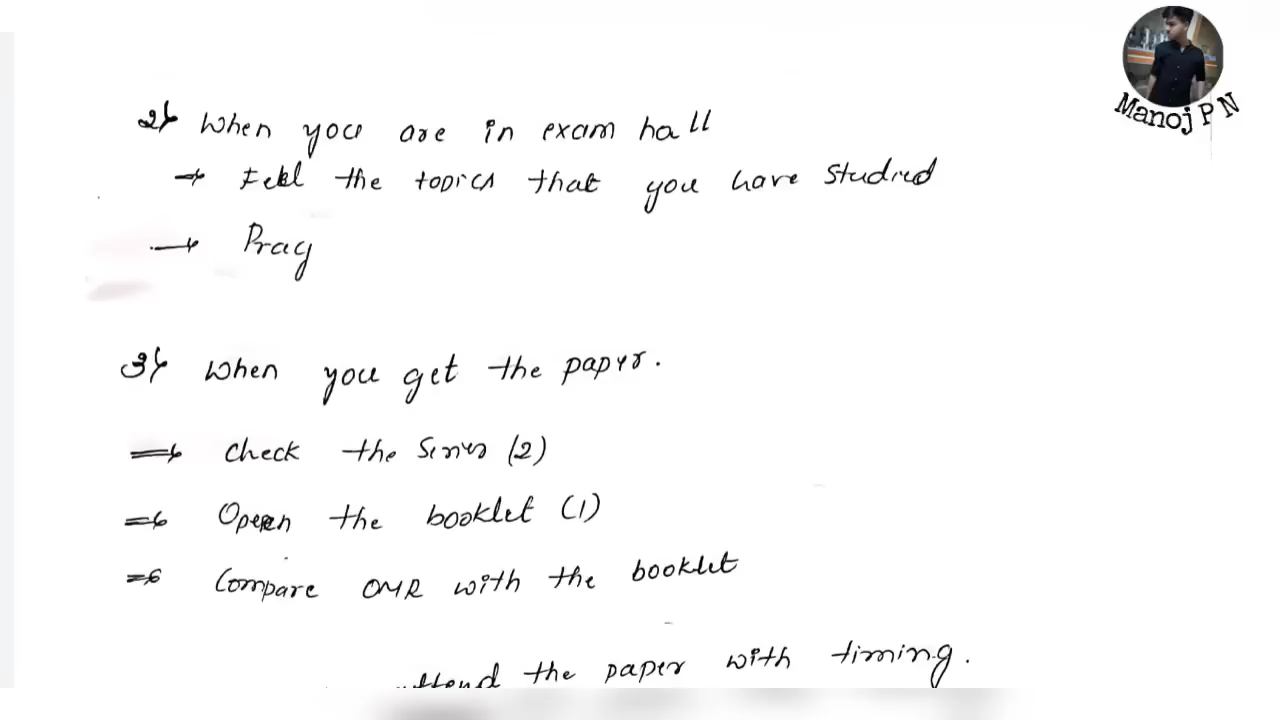 Manoj P N
2) When you are in exam hall
→ Feel the topics that you have studied
→ Pray
3) When you get the paper.
⇒ Check the Series (2)
⇒ Open the booklet (1)
⇒ Compare OMR with the booklet
attend the paper with timing.